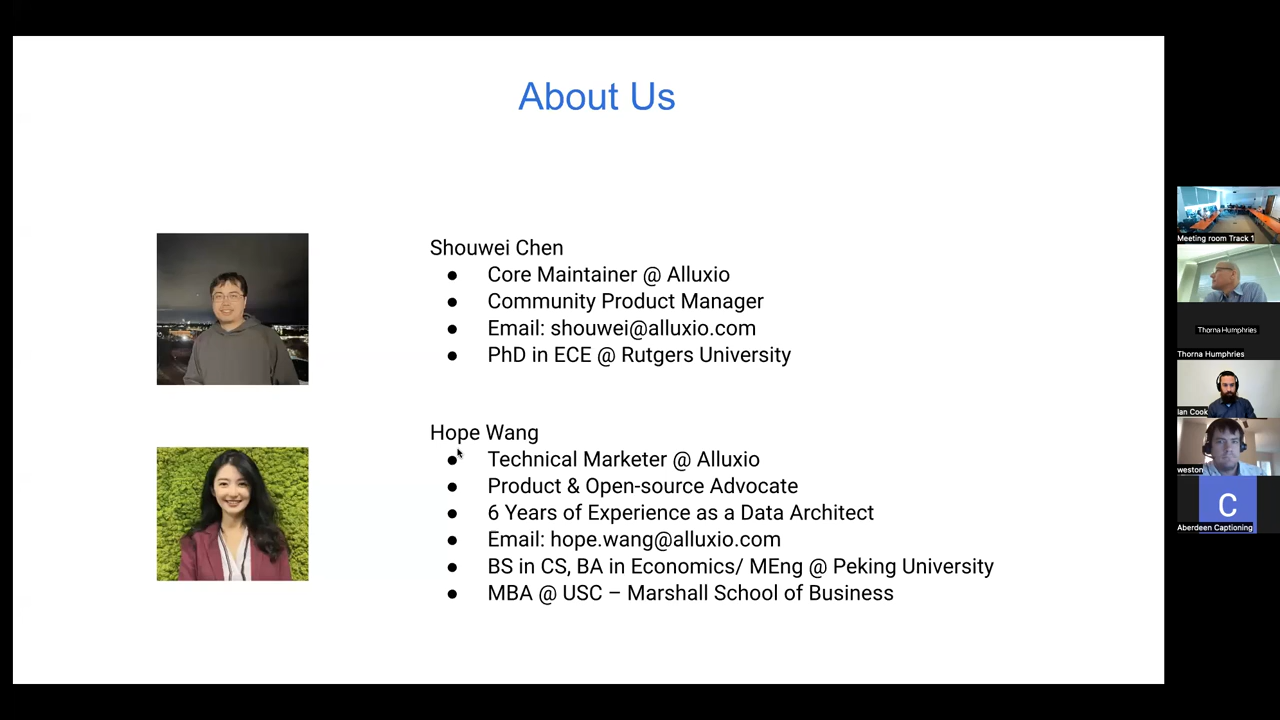 About Us
Shouwei Chen
● Core Maintainer @ Alluxio
● Community Product Manager
● Email: shouwei@alluxio.com
● PhD in ECE @ Rutgers University
Hope Wang
● Technical Marketer @ Alluxio
● Product & Open-source Advocate
● 6 Years of Experience as a Data Architect
● Email: hope.wang@alluxio.com
● BS in CS, BA in Economics/ MEng @ Peking University
● MBA @ USC – Marshall School of Business
Meeting room Track 1
Thorna Humphries
Thorna Humphries
Ian Cook
weston
C
Aberdeen Captioning